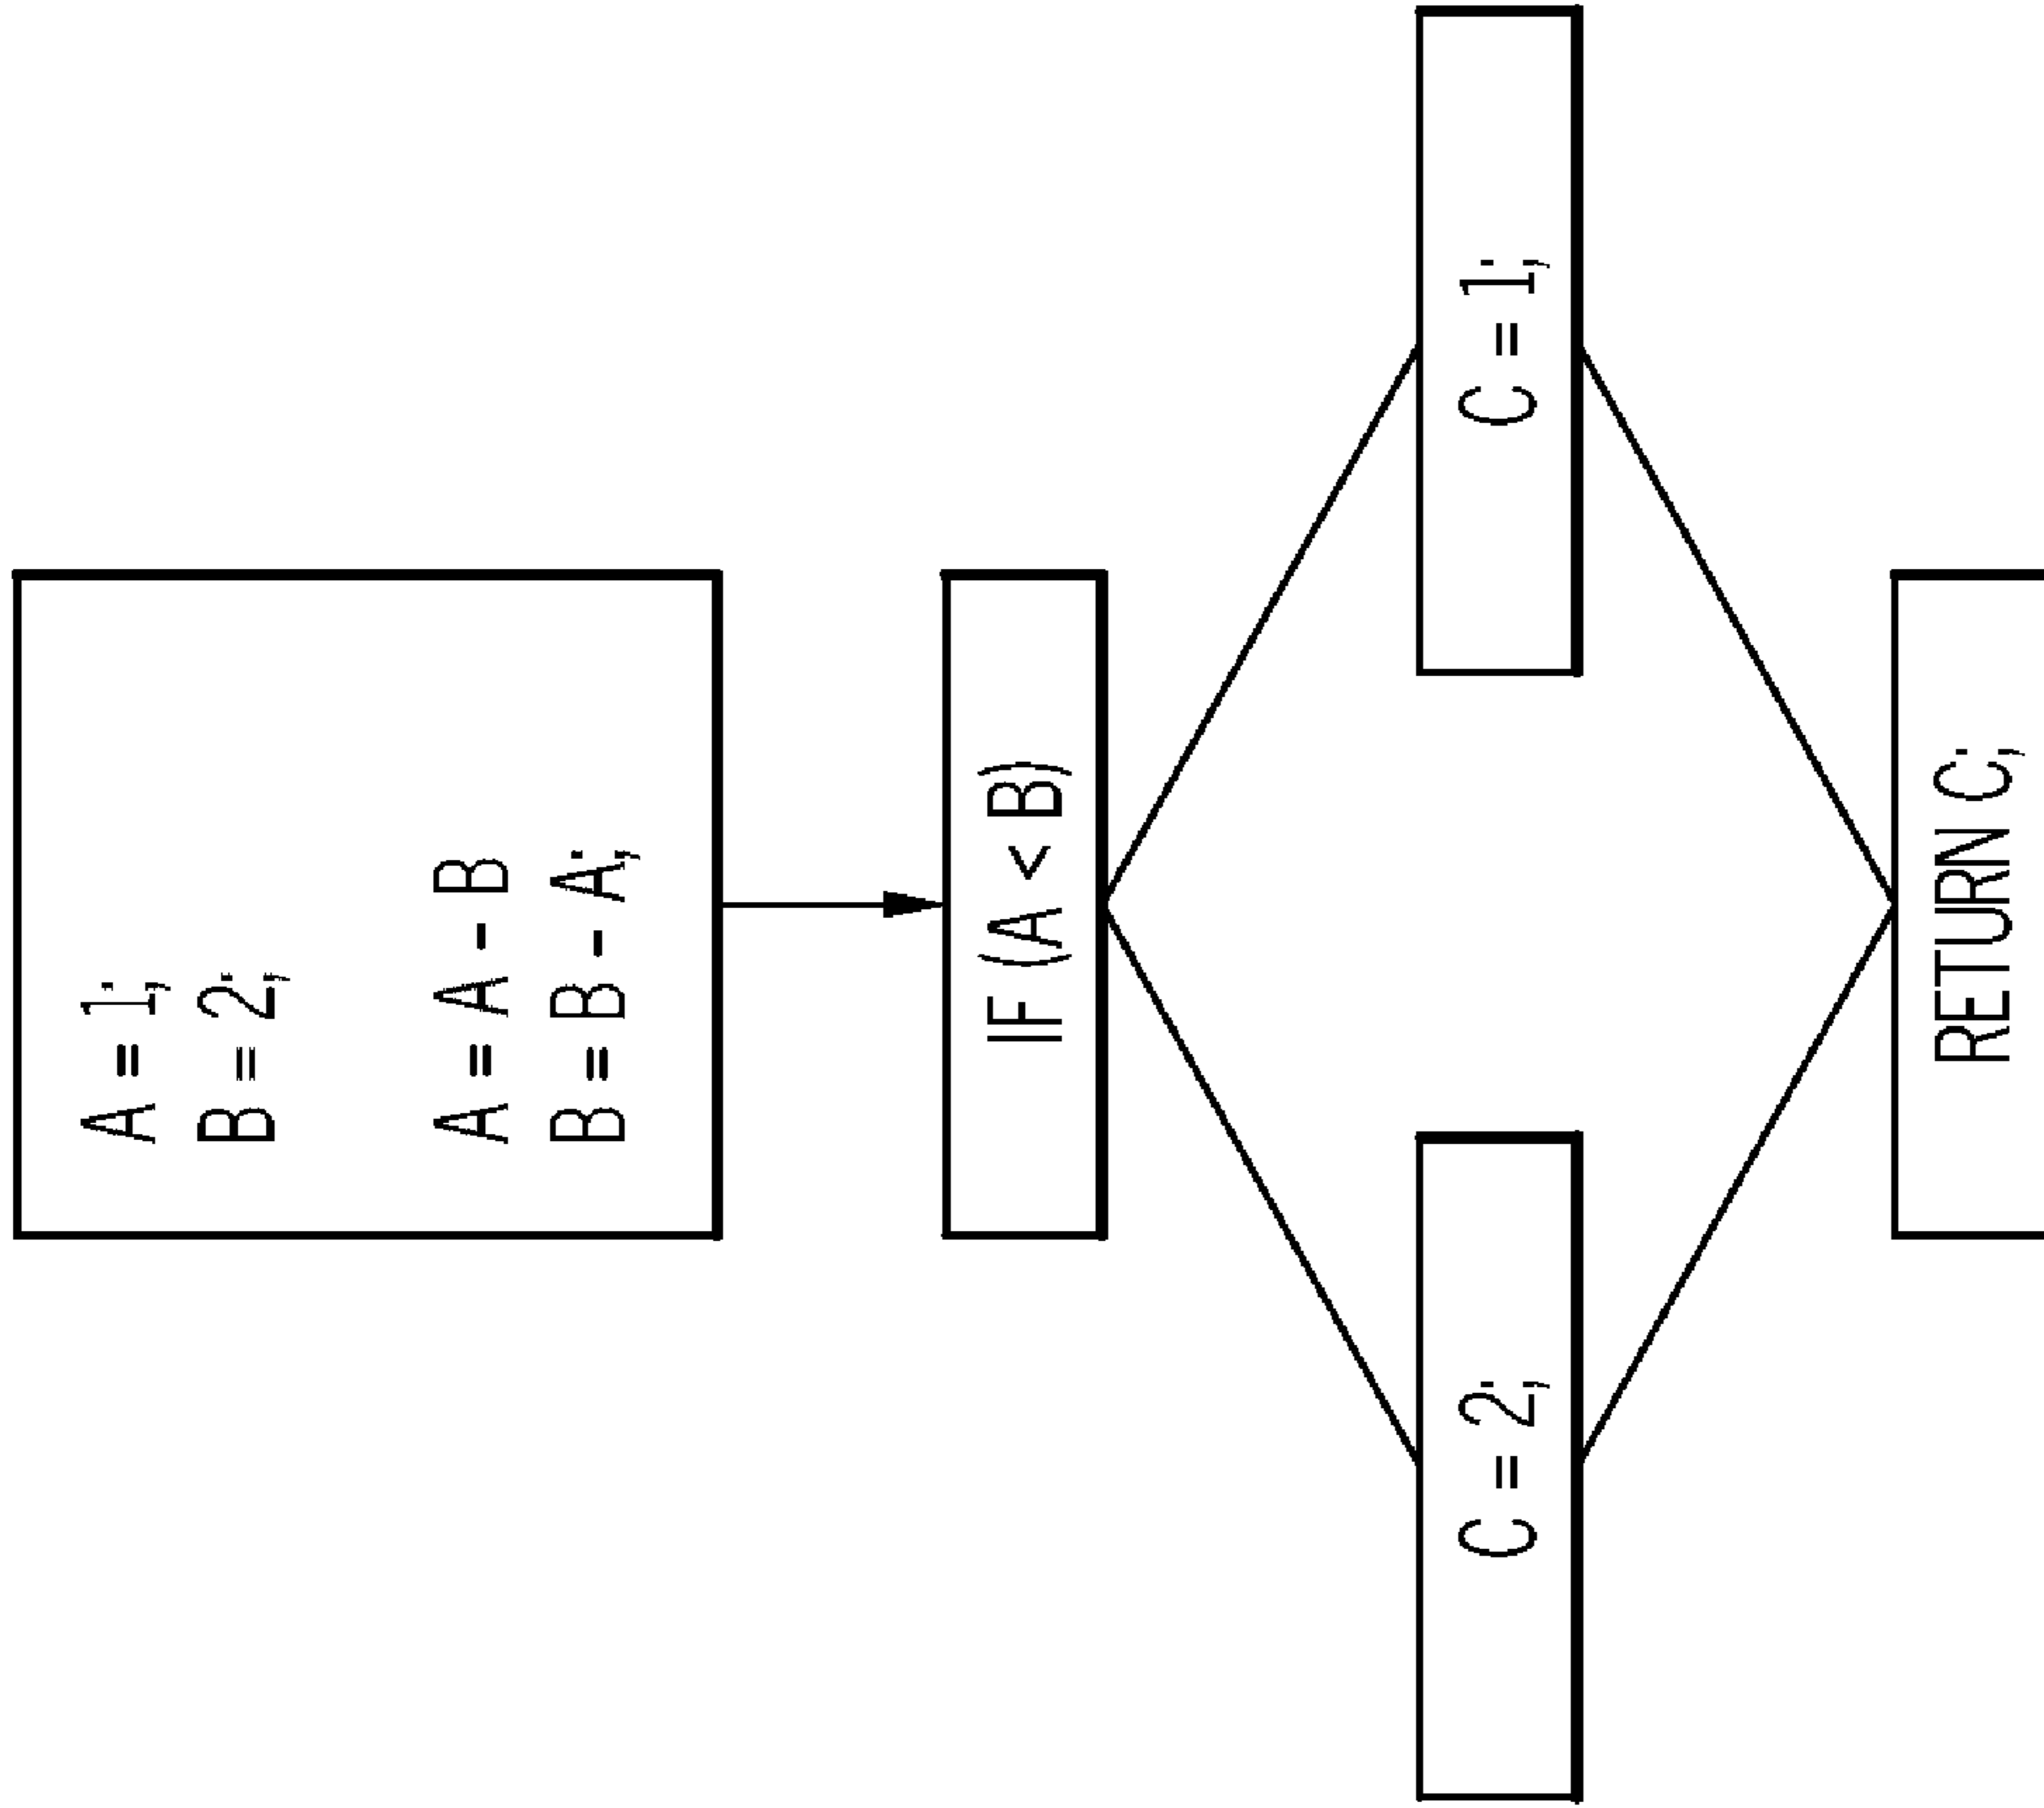 A = 1;
B = 2;
A = A - B
B = B - A;
IF (A < B)
C = 2;
C = 1;
RETURN C;